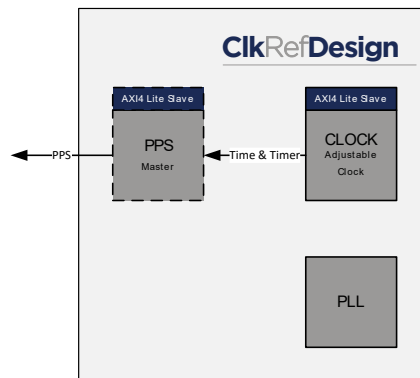 ClkRefDesign
AXI4 Lite Slave
AXI4 Lite Slave
PPS
PPS
Master
Time & Timer
CLOCK
Adjustable
Clock
PLL